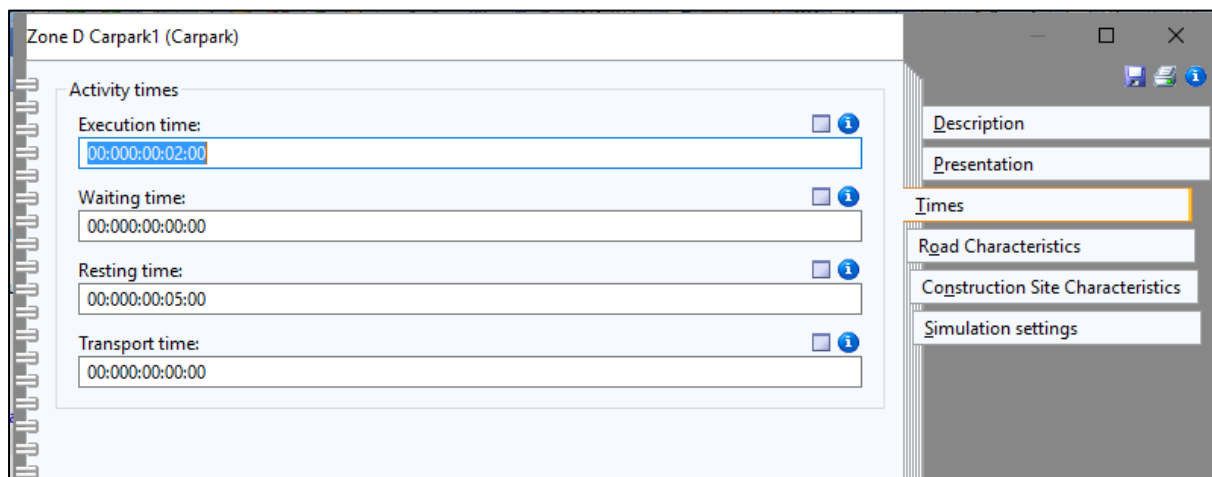 Zone D Carpark1 (Carpark)
Activity times
Execution time:
00:000:00:02:00
Waiting time:
00:000:00:00:00
Resting time:
00:000:00:05:00
Transport time:
00:000:00:00:00
Description
Presentation
Times
Road Characteristics
Construction Site Characteristics
Simulation settings